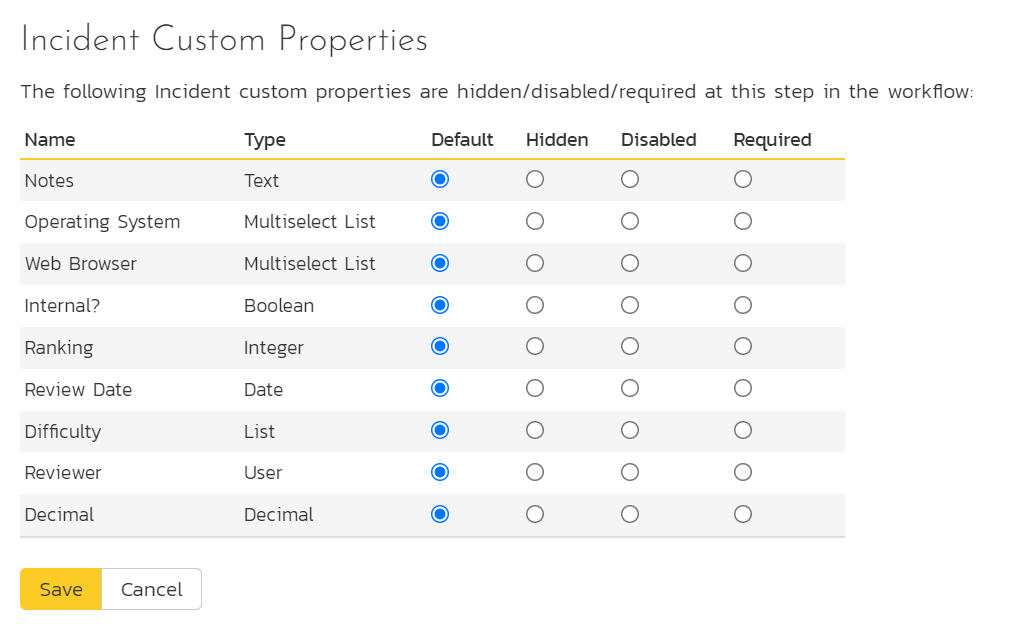 Incident Custom Properties
The following Incident custom properties are hidden/disabled/required at this step in the workflow:
Name Type Default Hidden Disabled Required
Notes Text
Operating System Multiselect List
Web Browser Multiselect List
Internal? Boolean
Ranking Integer
Review Date Date
Difficulty List
Reviewer User
Decimal Decimal
Save Cancel